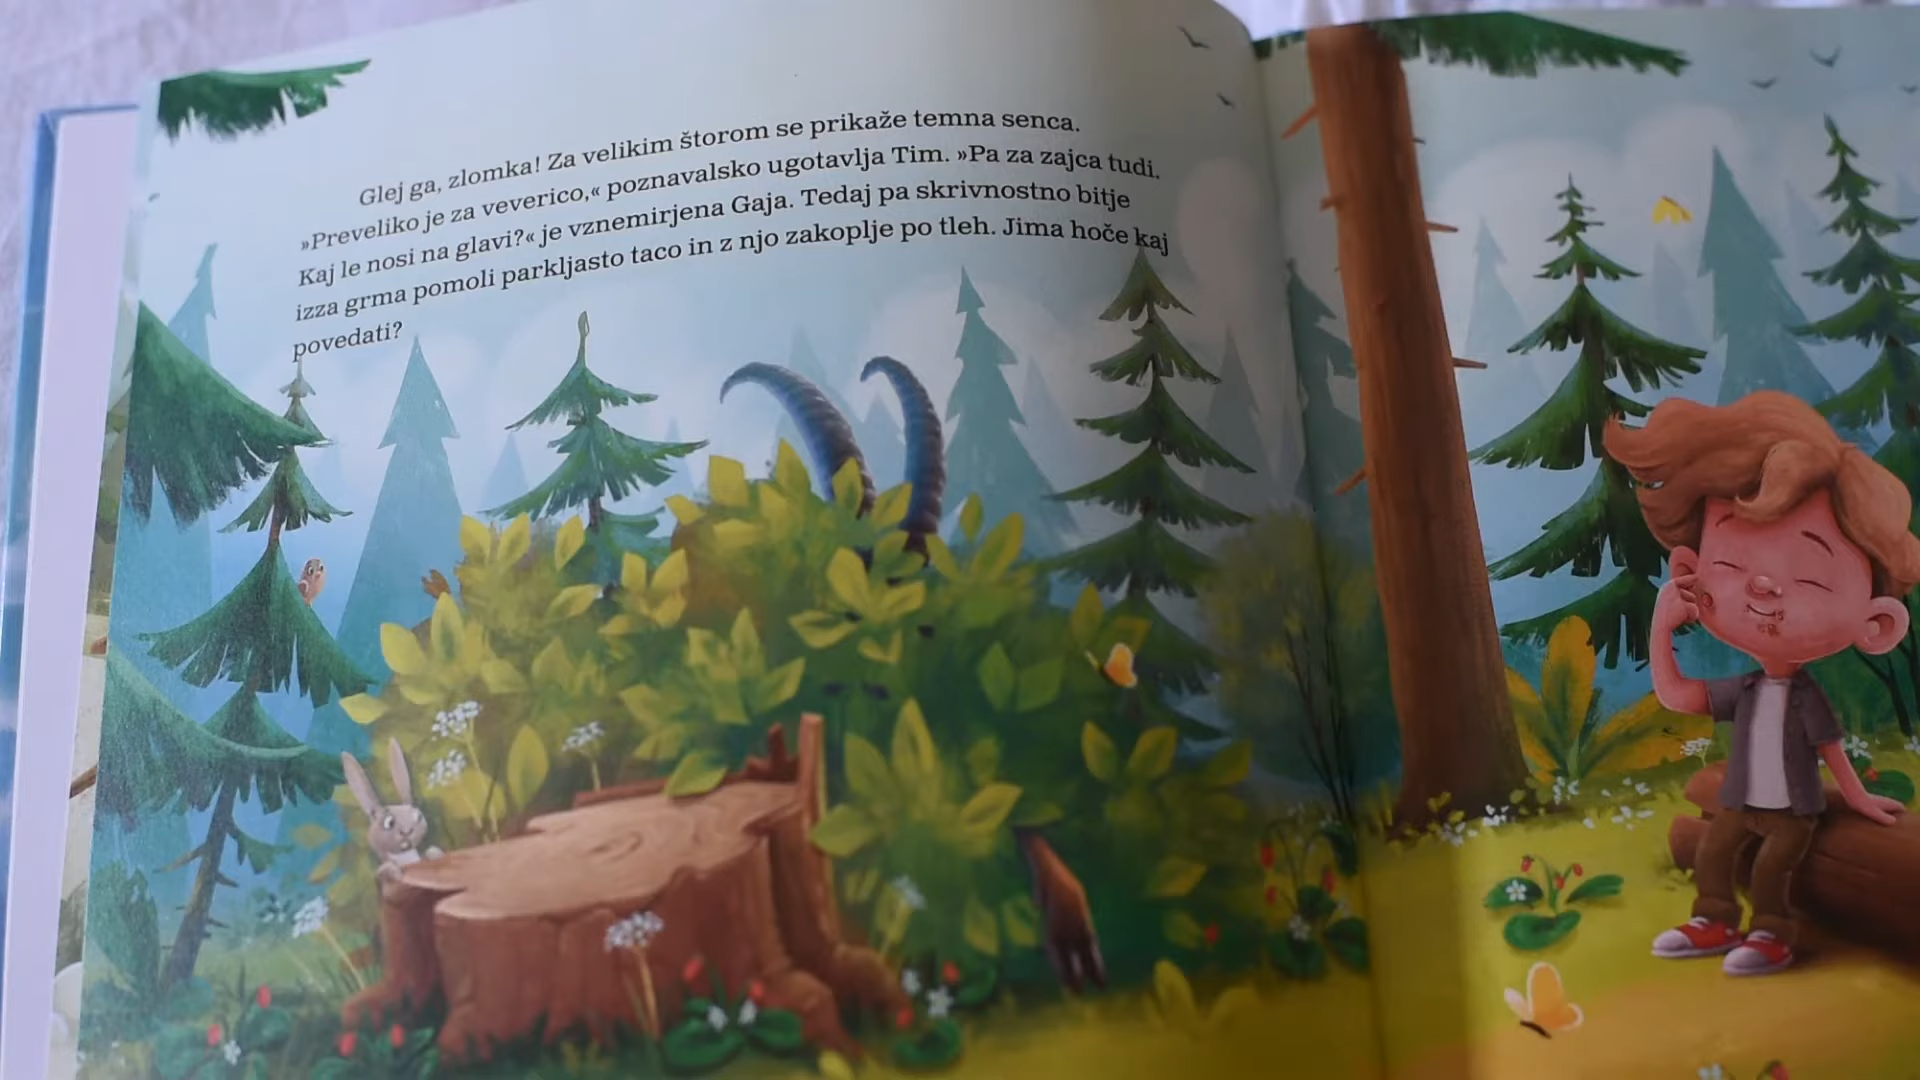 Glej ga, zlomka! Za velikim štorom se prikaže temna senca.
»Preveliko je za veverico,« poznavalsko ugotavlja Tim. »Pa za zajca tudi.
Kaj le nosi na glavi?« je vznemirjena Gaja. Tedaj pa skrivnostno bitje
izza grma pomoli parkljasto taco in z njo zakoplje po tleh. Jima hoče kaj
povedati?